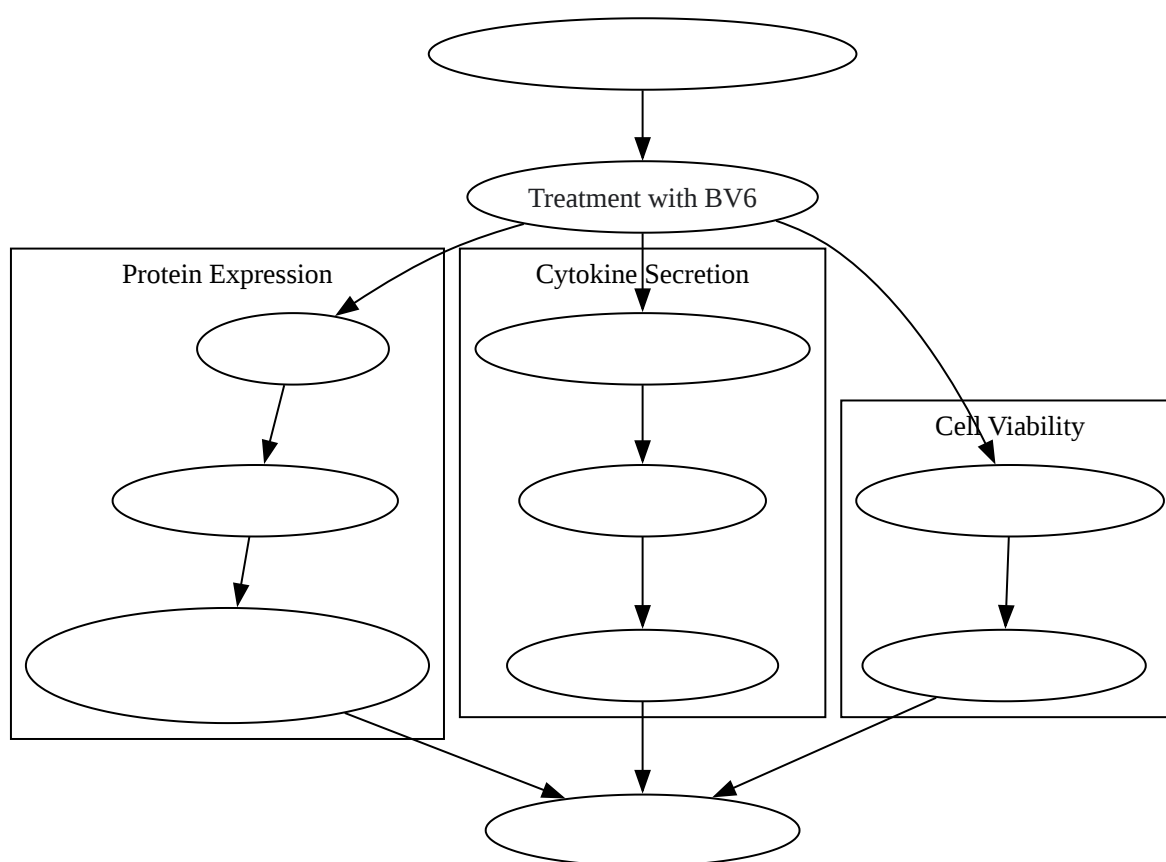 Treatment with BV6
Protein Expression
Cytokine Secretion
Cell Viability